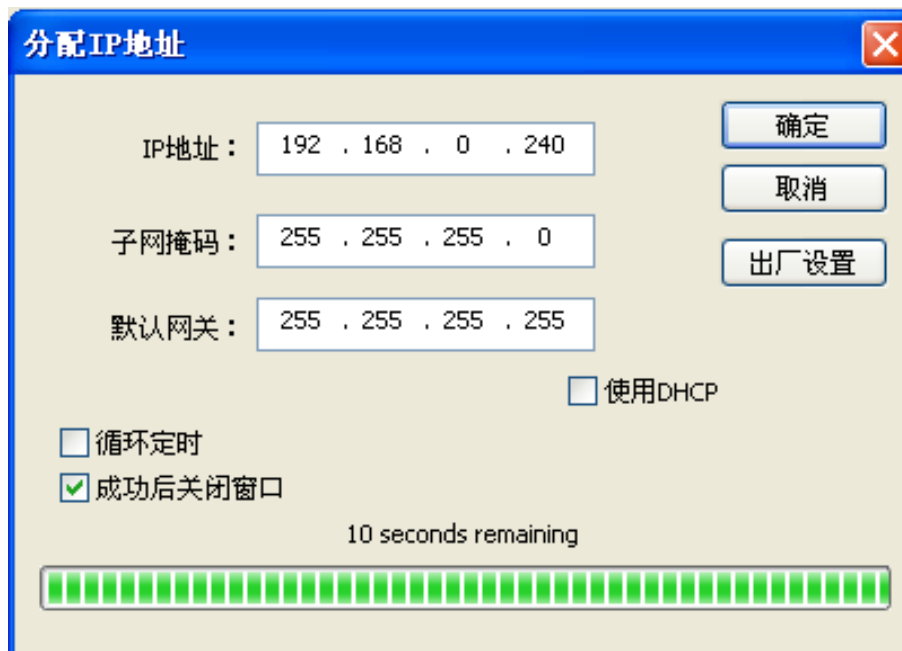 分配IP地址
IP地址： 192 . 168 . 0 . 240
确定
取消
子网掩码： 255 . 255 . 255 . 0
出厂设置
默认网关： 255 . 255 . 255 . 255
使用DHCP
循环定时
成功后关闭窗口
10 seconds remaining